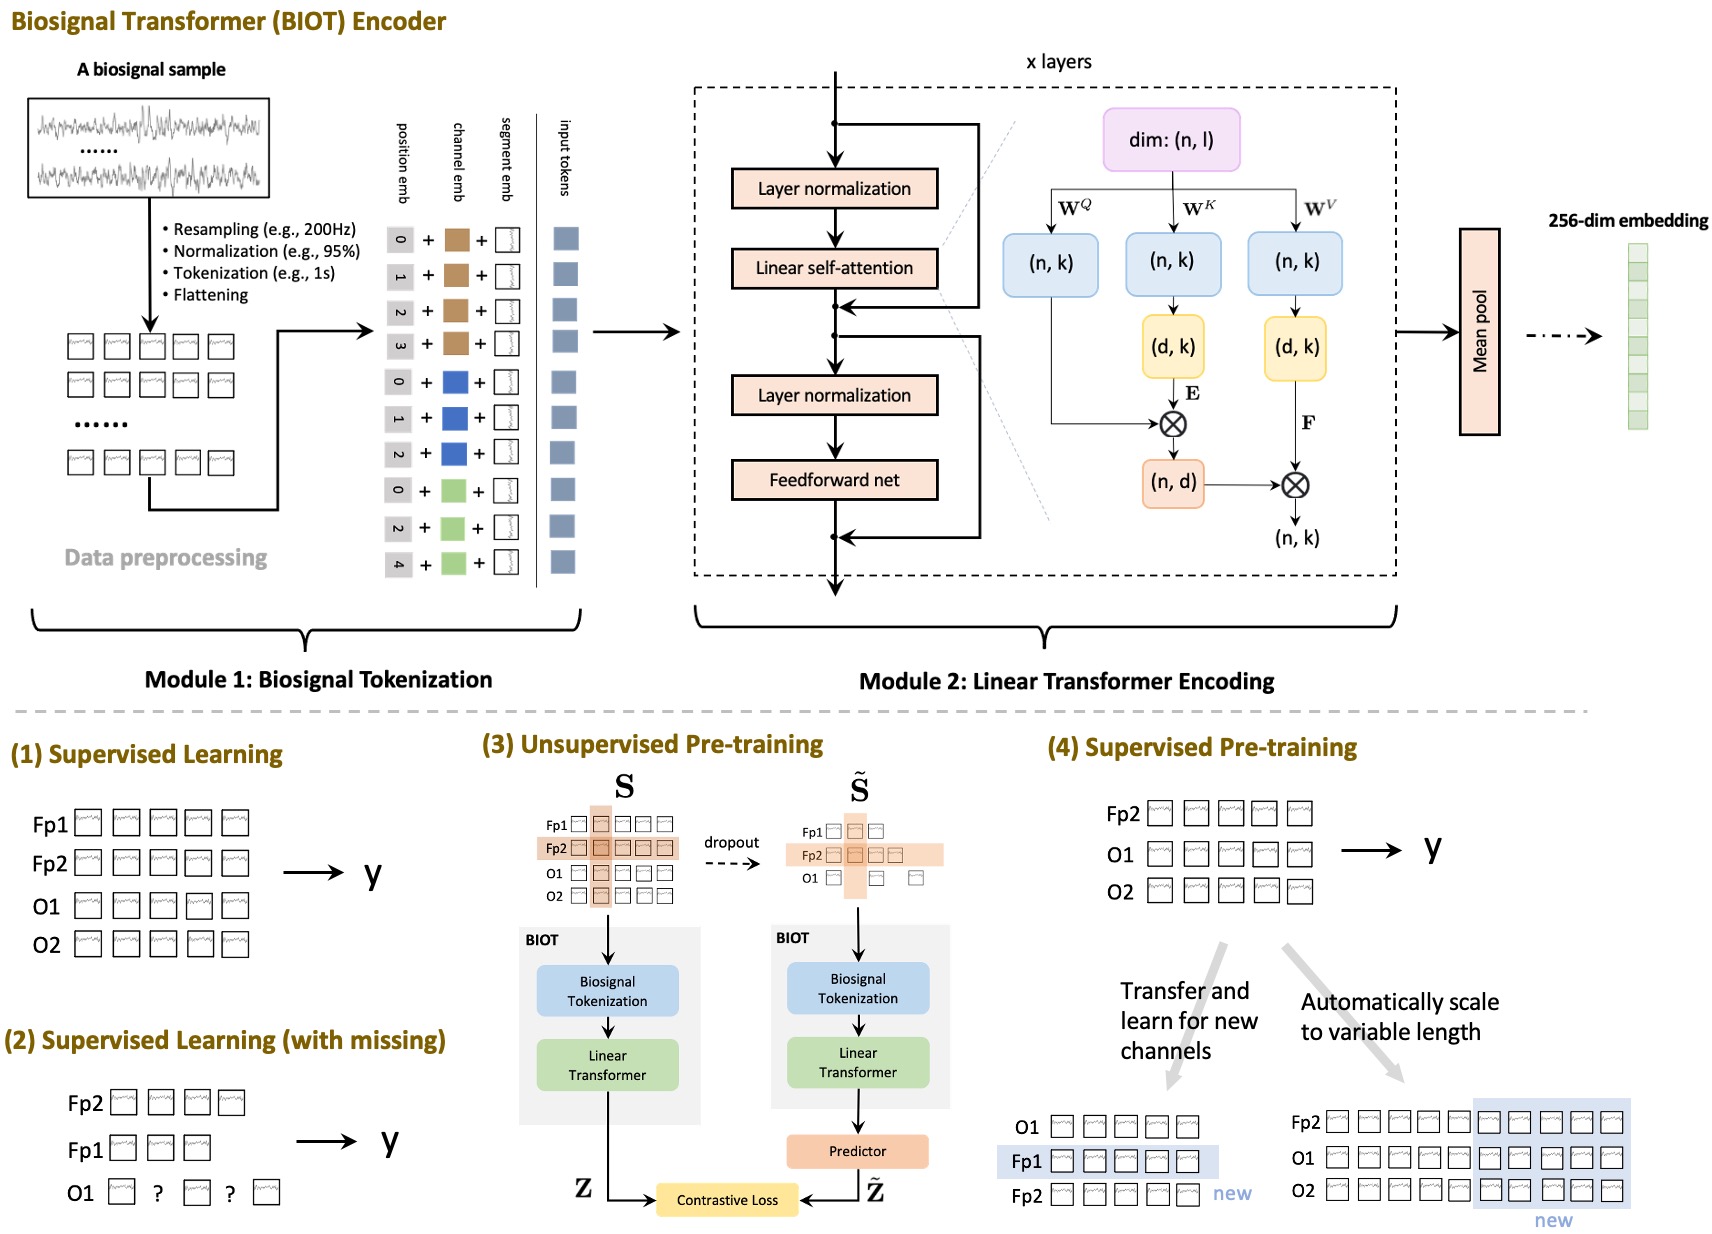 Biosignal Transformer (BIOT) Encoder
A biosignal sample
......
• Resampling (e.g., 200Hz)
• Normalization (e.g., 95%)
• Tokenization (e.g., 1s)
• Flattening
......
Data preprocessing
position emb
channel emb
segment emb
input tokens
0 + +
1 + +
2 + +
3 + +
0 + +
1 + +
2 + +
0 + +
2 + +
4 + +
Module 1: Biosignal Tokenization
x layers
Layer normalization
Linear self-attention
Layer normalization
Feedforward net
dim: (n, l)
W^Q
W^K
W^V
(n, k)
(n, k)
(n, k)
(d, k)
(d, k)
E
F
(n, d)
(n, k)
Module 2: Linear Transformer Encoding
Mean pool
256-dim embedding
(1) Supervised Learning
Fp1
Fp2
O1
O2
y
(2) Supervised Learning (with missing)
Fp2
Fp1
O1 ? ?
y
(3) Unsupervised Pre-training
S
Fp1
Fp2
O1
O2
dropout
S̃
Fp1
Fp2
O1
BIOT
Biosignal
Tokenization
Linear
Transformer
BIOT
Biosignal
Tokenization
Linear
Transformer
Predictor
Z
Contrastive Loss
Z̃
(4) Supervised Pre-training
Fp2
O1
O2
y
Transfer and
learn for new
channels
Automatically scale
to variable length
O1
Fp1
Fp2
new
Fp2
O1
O2
new